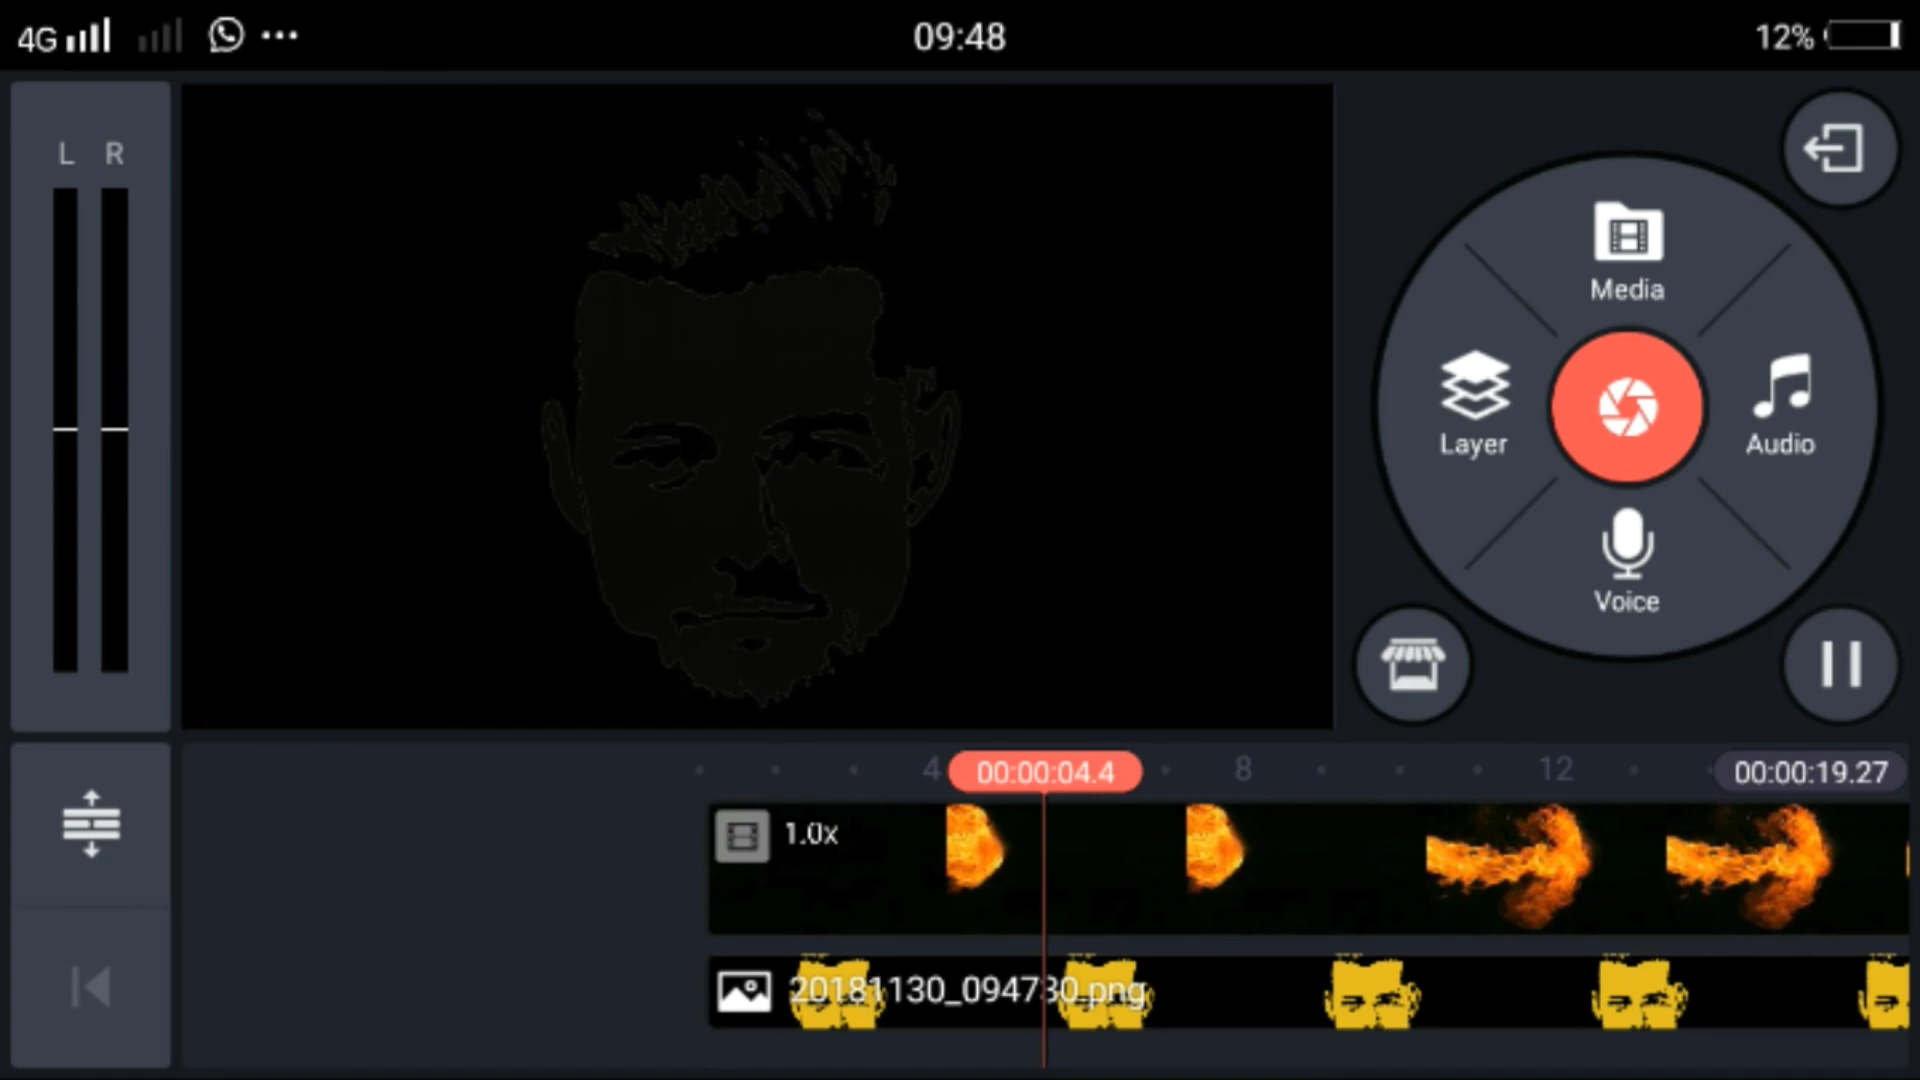 4G 09:48 12%
L R
Media
Layer
Audio
Voice
4 00:00:04.4 8 12 00:00:19.27
1.0x
20181130_094730.png